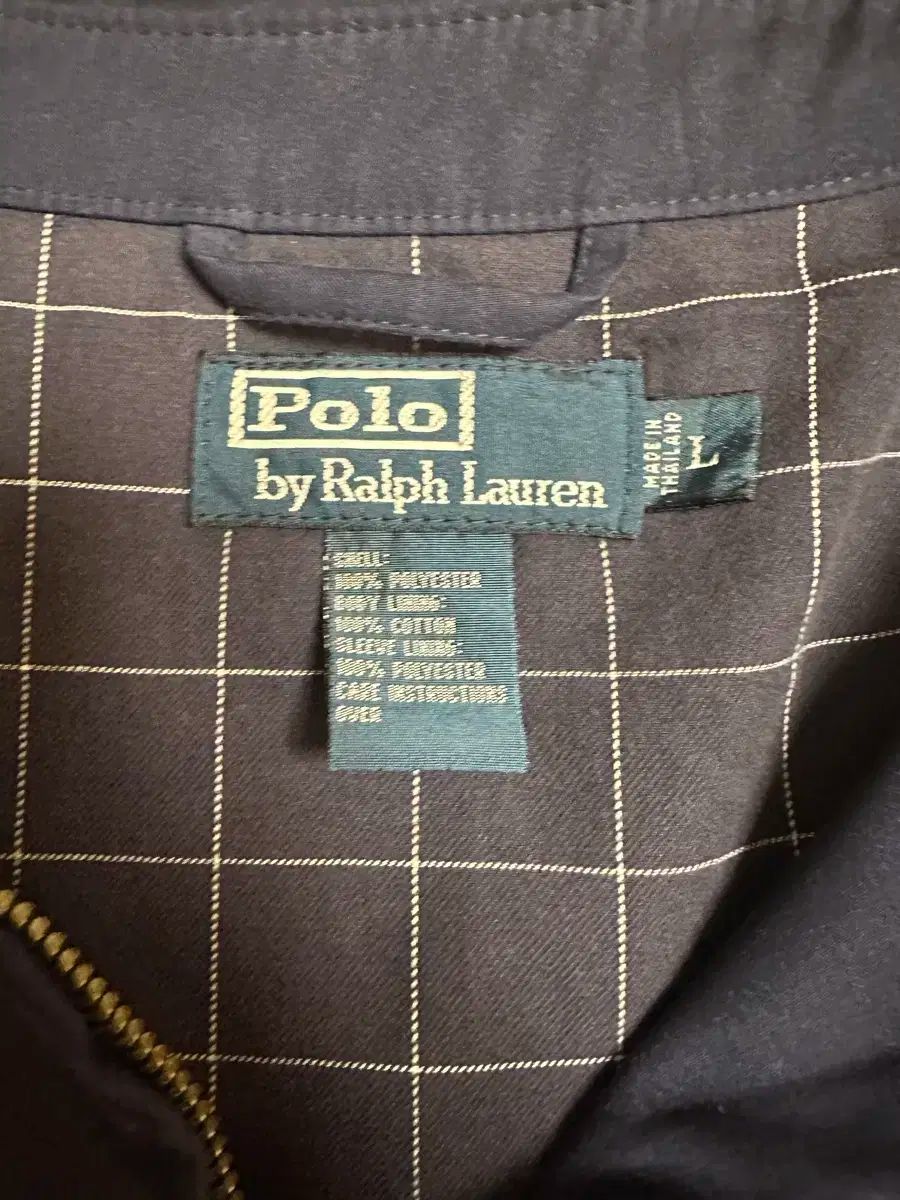 Polo
by Ralph Lauren
MADE IN
THAILAND
L
SHELL:
100% POLYESTER
BODY LINING:
100% COTTON
SLEEVE LINING:
100% POLYESTER
CARE INSTRUCTIONS
OVER